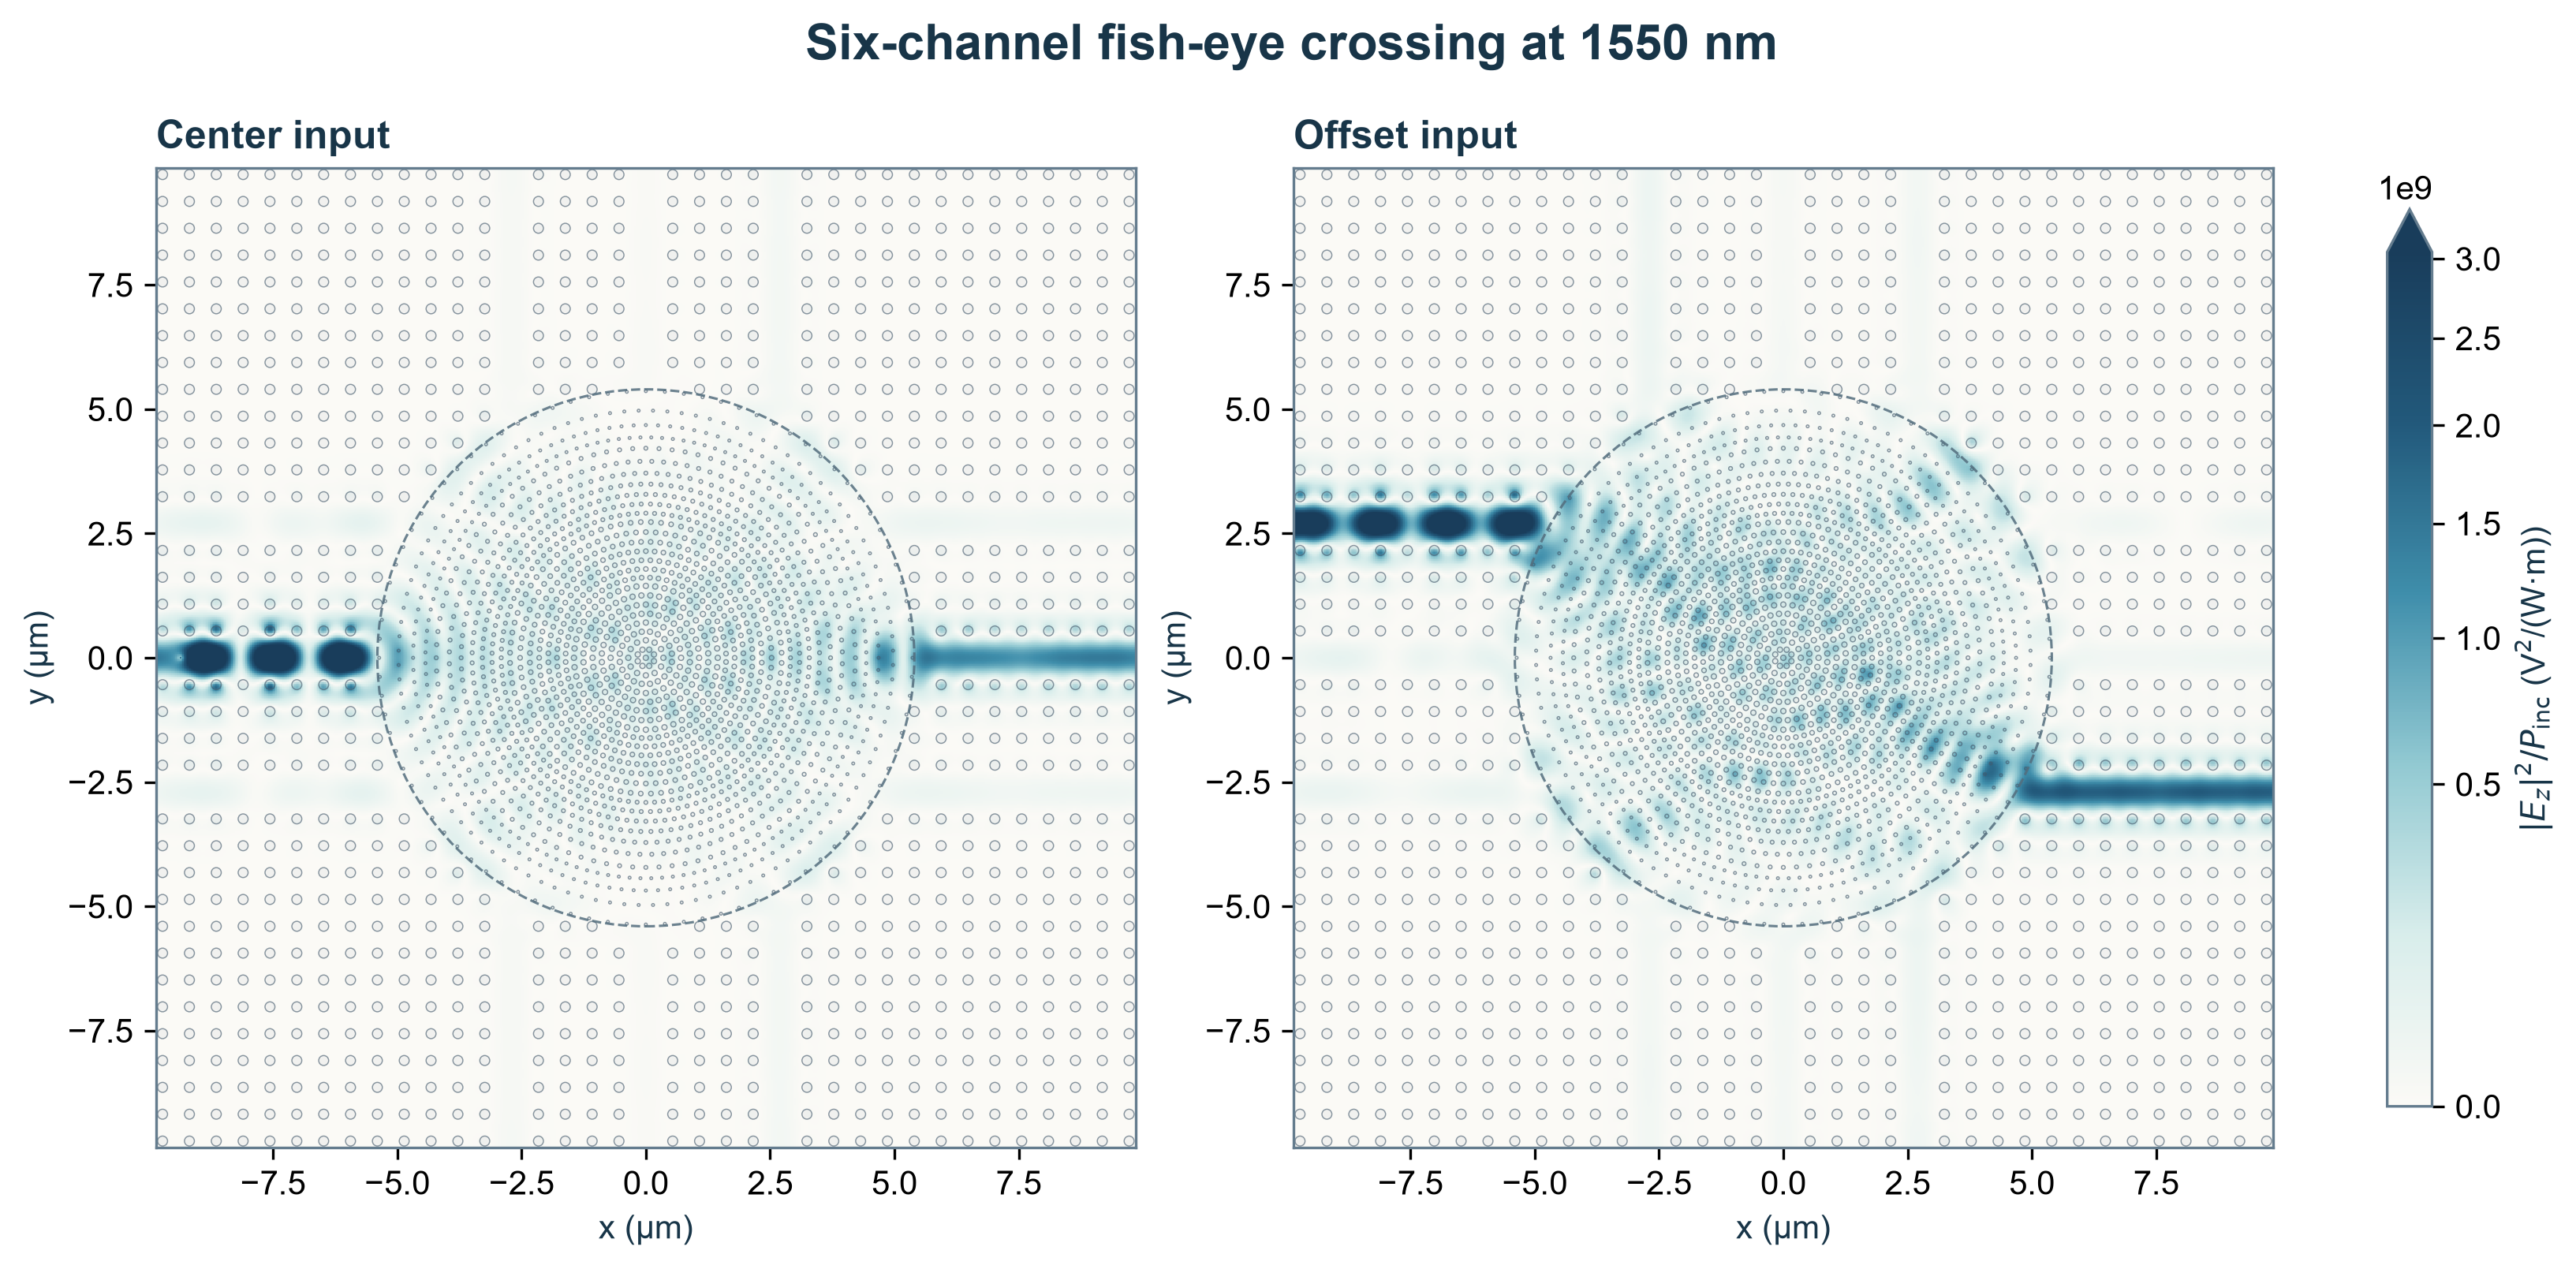 Six-channel fish-eye crossing at 1550 nm
Center input
7.5
5.0
2.5
0.0
−2.5
−5.0
−7.5
y (μm)
−7.5 −5.0 −2.5 0.0 2.5 5.0 7.5
x (μm)
Offset input
7.5
5.0
2.5
0.0
−2.5
−5.0
−7.5
y (μm)
−7.5 −5.0 −2.5 0.0 2.5 5.0 7.5
x (μm)
1e9
3.0
2.5
2.0
1.5
1.0
0.5
0.0
|E_z|²/P_inc (V²/(W·m))